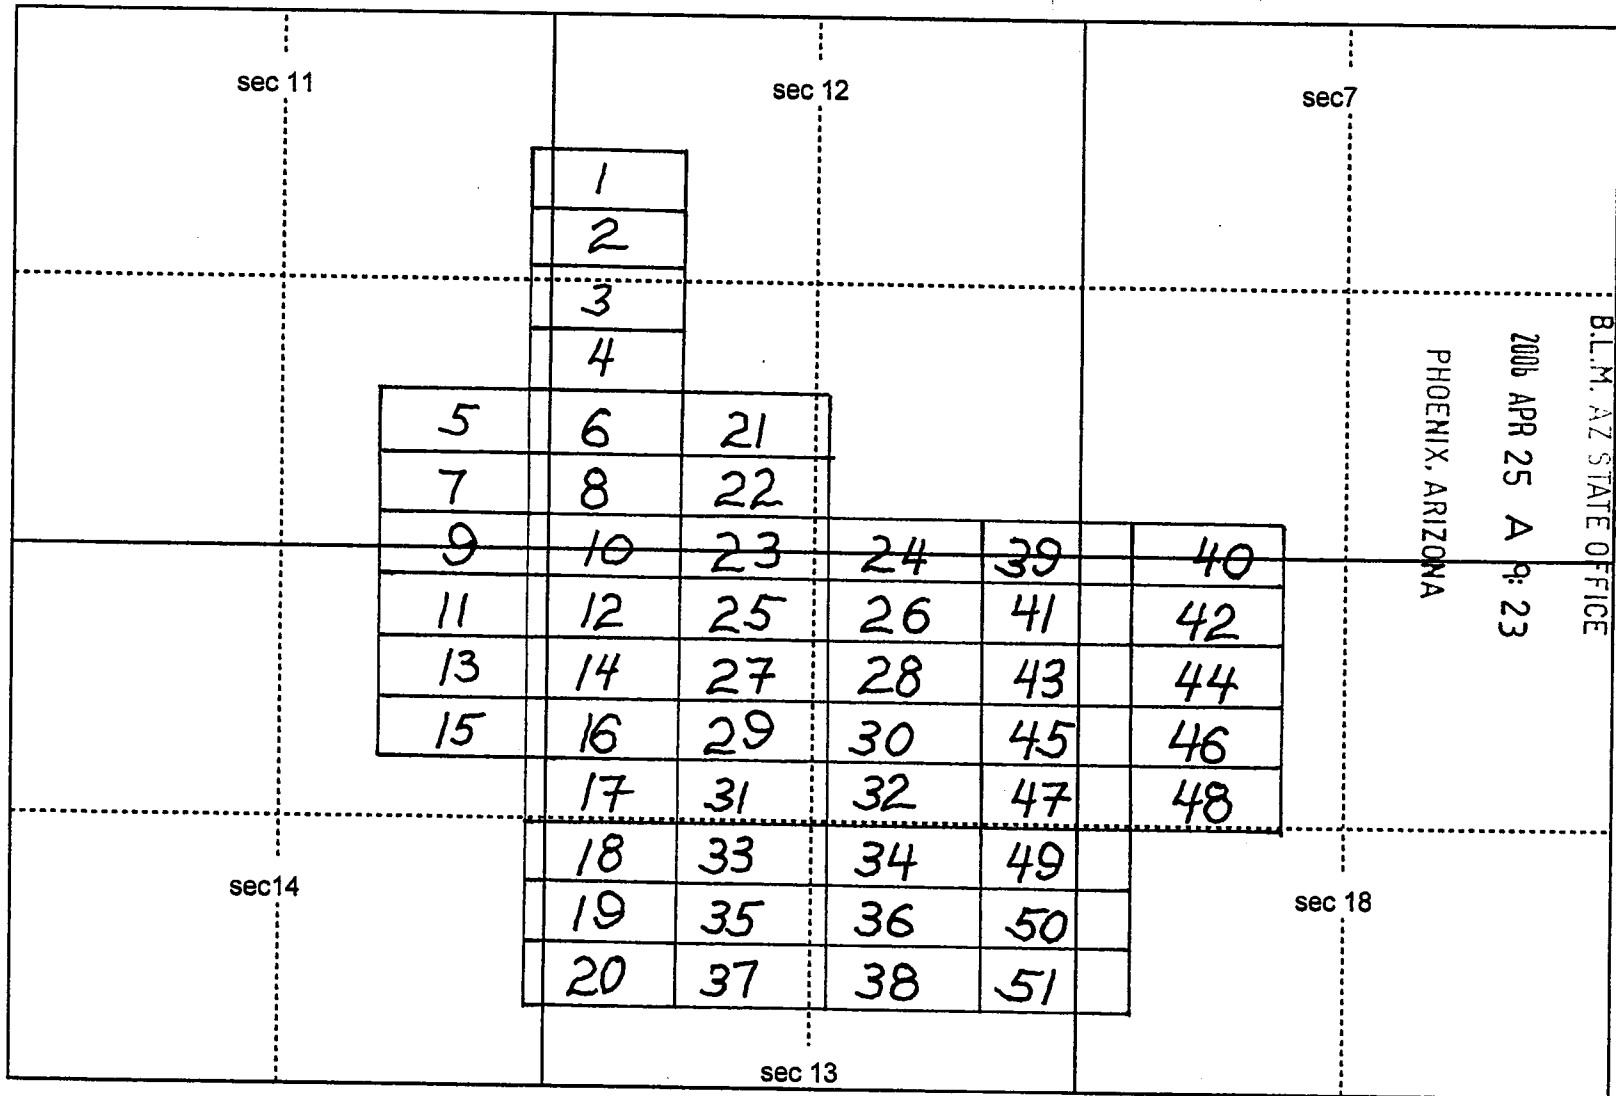 sec 11 sec 12 sec7
1
2
3
4
5 6 21
7 8 22
9 10 23 24 39 40
11 12 25 26 41 42
13 14 27 28 43 44
15 16 29 30 45 46
17 31 32 47 48
18 33 34 49
sec14 sec 18
19 35 36 50
20 37 38 51
sec 13
B.L.M. AZ STATE OFFICE
2006 APR 25 A 9:23
PHOENIX, ARIZONA